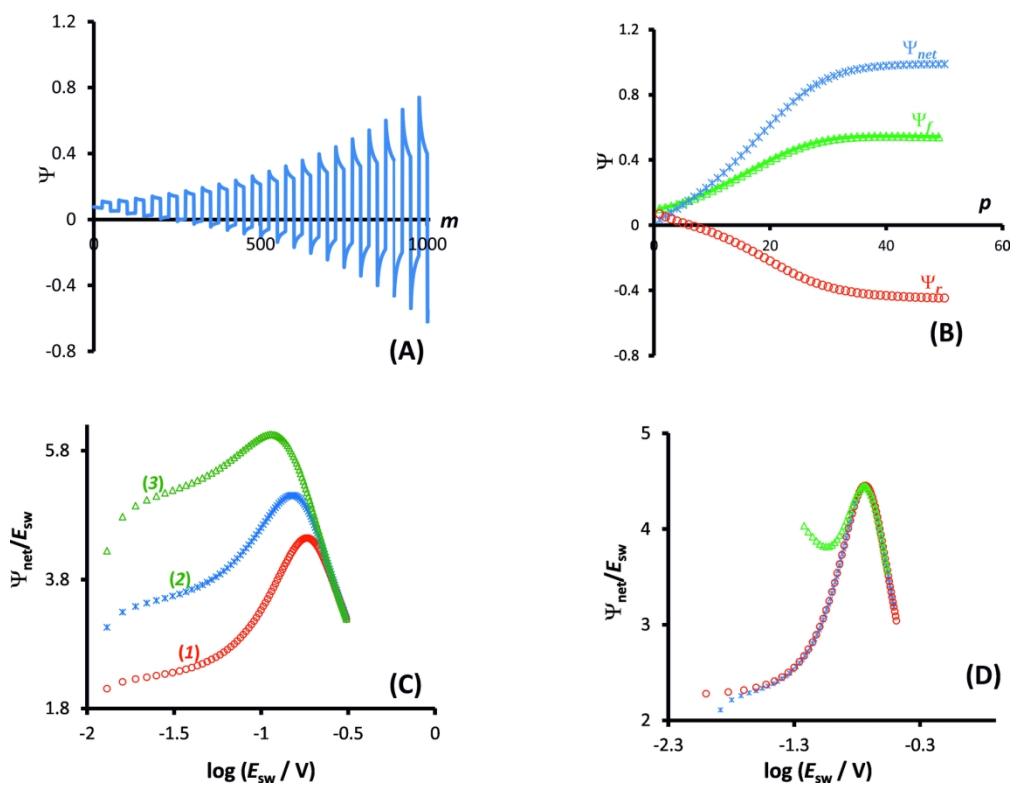 1.2
0.8
0.4
0
-0.4
-0.8
Ψ
0
500
1000
m
(A)
1.2
0.8
0.4
0
-0.4
-0.8
Ψ
0
20
40
60
p
Ψnet
Ψf
Ψr
(B)
5.8
3.8
1.8
Ψnet/Esw
(3)
(2)
(1)
-2
-1.5
-1
-0.5
0
log (Esw / V)
(C)
5
4
3
2
Ψnet/Esw
-2.3
-1.3
-0.3
log (Esw / V)
(D)